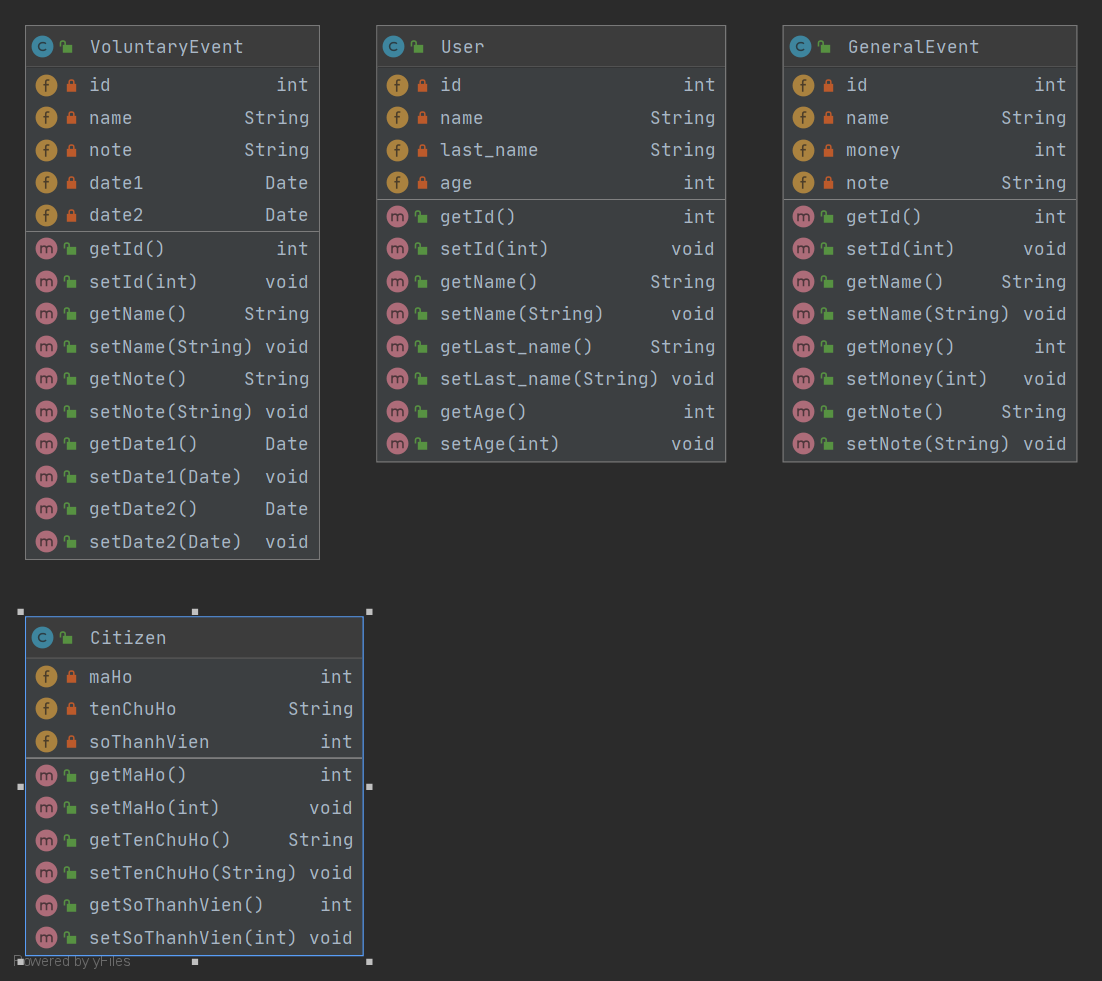 VoluntaryEvent
id int
name String
note String
date1 Date
date2 Date
getId() int
setId(int) void
getName() String
setName(String) void
getNote() String
setNote(String) void
getDate1() Date
setDate1(Date) void
getDate2() Date
setDate2(Date) void
User
id int
name String
last_name String
age int
getId() int
setId(int) void
getName() String
setName(String) void
getLast_name() String
setLast_name(String) void
getAge() int
setAge(int) void
GeneralEvent
id int
name String
money int
note String
getId() int
setId(int) void
getName() String
setName(String) void
getMoney() int
setMoney(int) void
getNote() String
setNote(String) void
Citizen
maHo int
tenChuHo String
soThanhVien int
getMaHo() int
setMaHo(int) void
getTenChuHo() String
setTenChuHo(String) void
getSoThanhVien() int
setSoThanhVien(int) void
Powered by yFiles